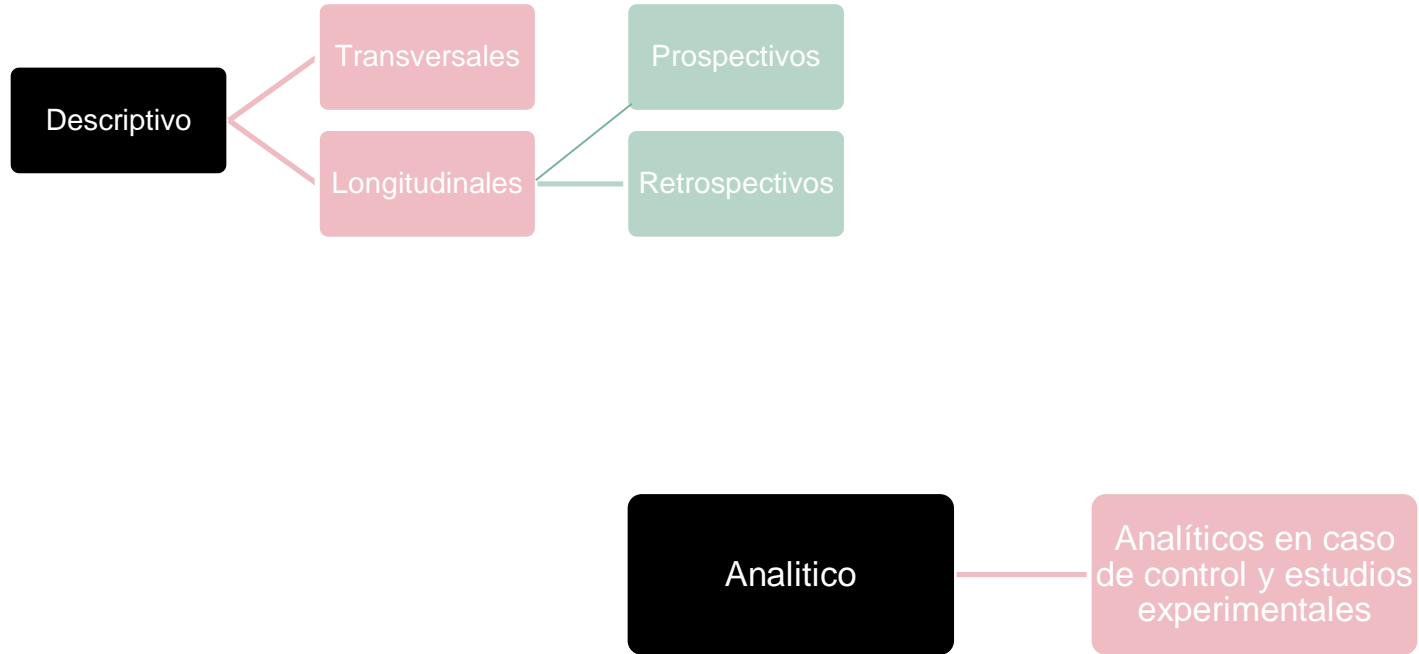 Descriptivo
Transversales
Longitudinales
Prospectivos
Retrospectivos
Analitico
Analíticos en caso
de control y estudios
experimentales